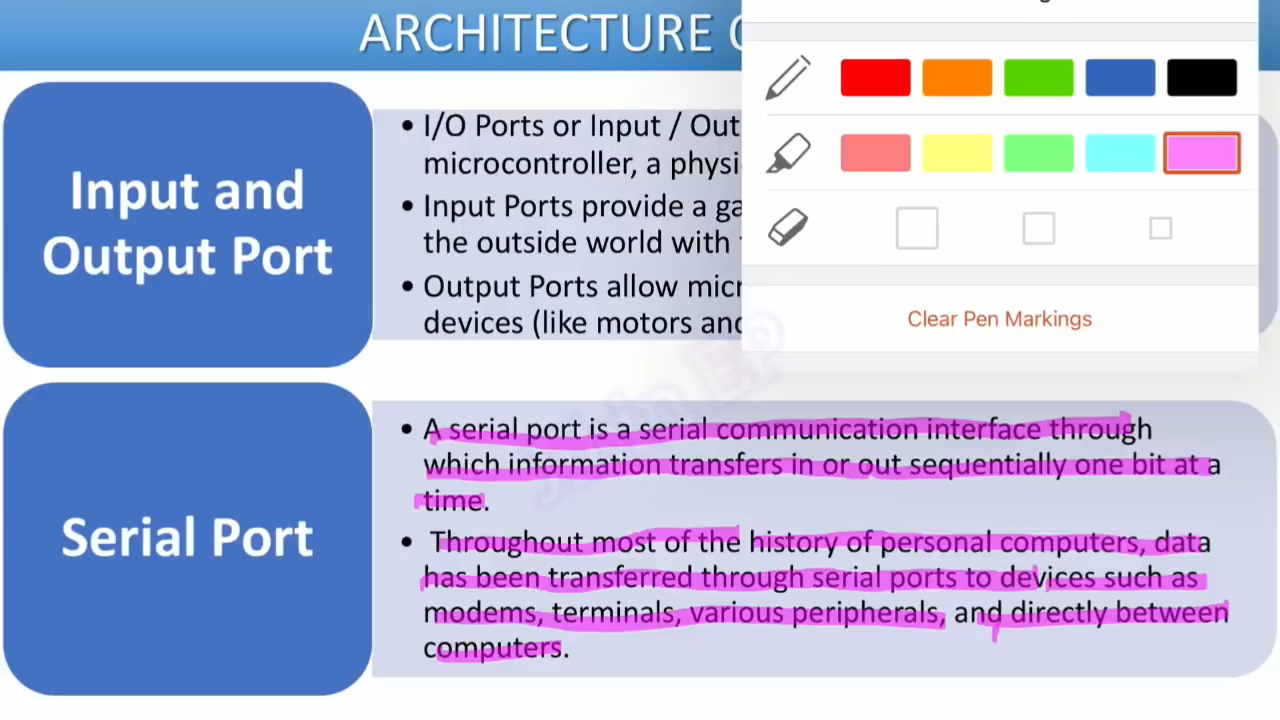 ARCHITECTURE
Input and
Output Port
• I/O Ports or Input / Out
microcontroller, a physi
• Input Ports provide a ga
the outside world with
• Output Ports allow micr
devices (like motors and
Clear Pen Markings
Serial Port
• A serial port is a serial communication interface through
which information transfers in or out sequentially one bit at a
time.
• Throughout most of the history of personal computers, data
has been transferred through serial ports to devices such as
modems, terminals, various peripherals, and directly between
computers.